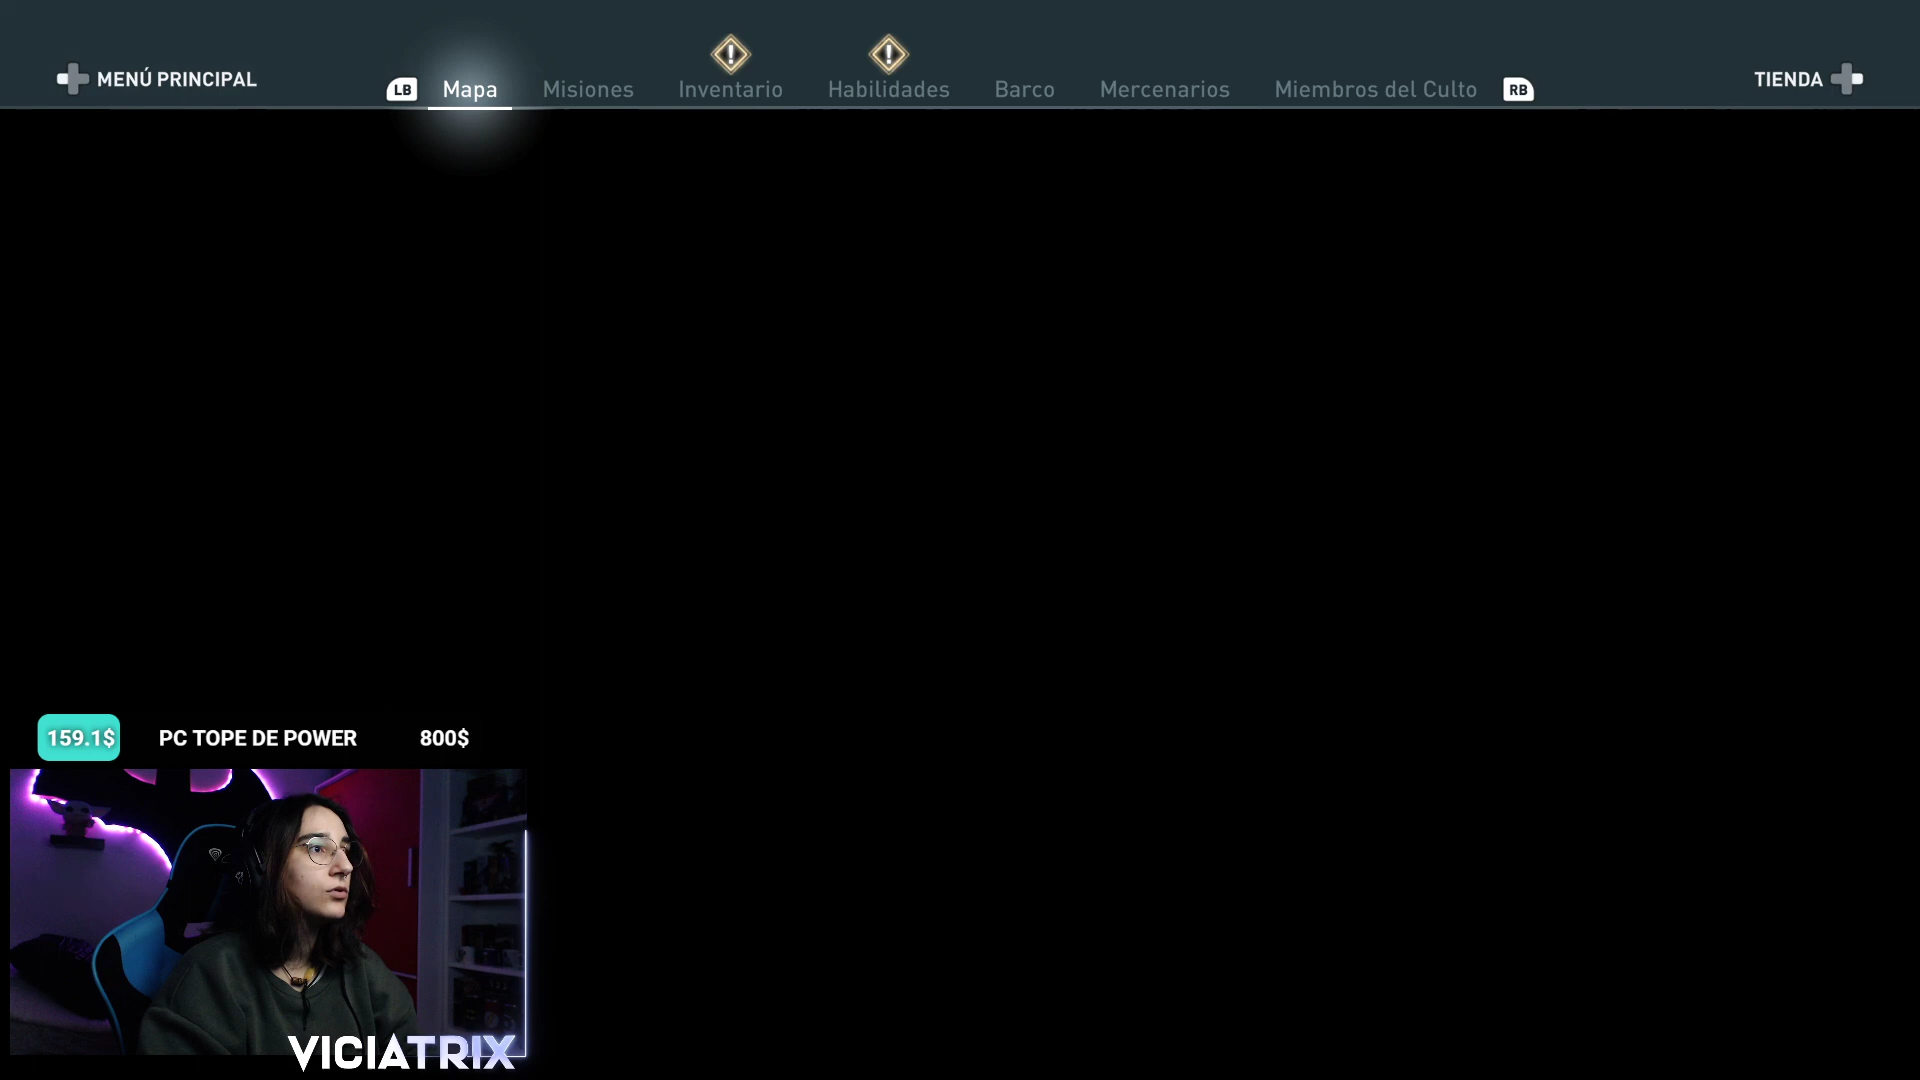 MENÚ PRINCIPAL
LB Mapa Misiones Inventario Habilidades Barco Mercenarios Miembros del Culto RB
TIENDA
159.1$ PC TOPE DE POWER 800$
VICIATRIX